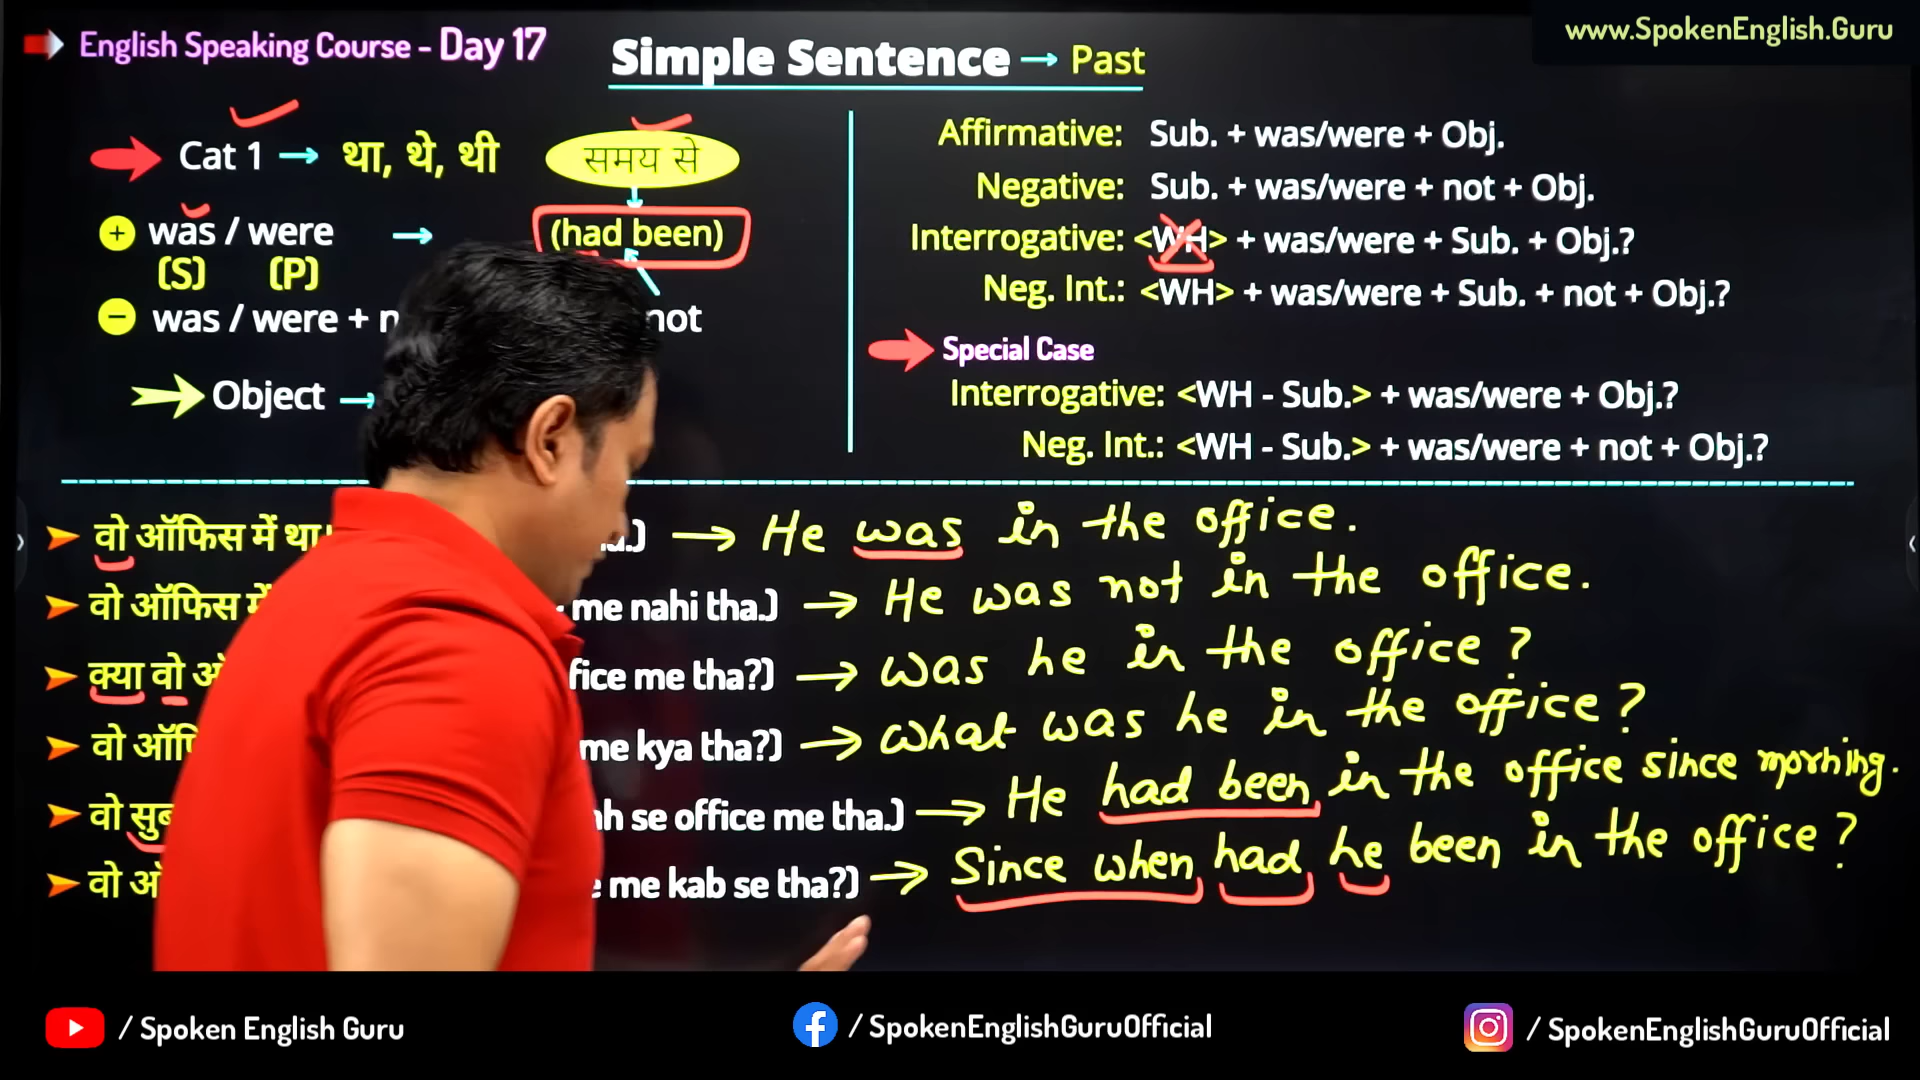 English Speaking Course - Day 17
Simple Sentence → Past
www.SpokenEnglish.Guru
Cat 1 → था, थे, थी
समय से
+ was / were → (had been)
(S) (P)
− was / were + not
Object →
Affirmative: Sub. + was/were + Obj.
Negative: Sub. + was/were + not + Obj.
Interrogative: <WH> + was/were + Sub. + Obj.?
Neg. Int.: <WH> + was/were + Sub. + not + Obj.?
Special Case
Interrogative: <WH - Sub.> + was/were + Obj.?
Neg. Int.: <WH - Sub.> + was/were + not + Obj.?
वो ऑफिस में था → He was in the office.
वो ऑफिस में me nahi tha.) → He was not in the office.
क्या वो me tha?) → was he in the office?
वो me kya tha?) → what was he in the office?
वो se office me tha.) → He had been in the office since morning.
वो me kab se tha?) → Since when had he been in the office?
/ Spoken English Guru
/ SpokenEnglishGuruOfficial
/ SpokenEnglishGuruOfficial